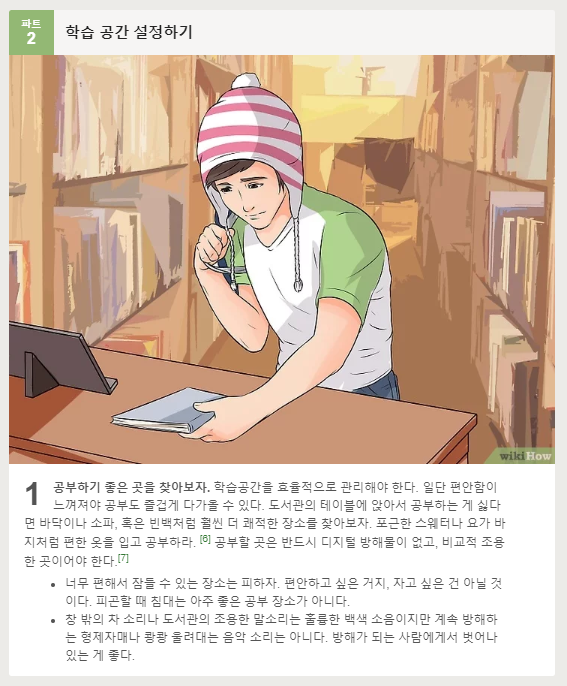 파트
2
학습 공간 설정하기
wikiHow
1 공부하기 좋은 곳을 찾아보자. 학습공간을 효율적으로 관리해야 한다. 일단 편안함이
느껴져야 공부도 즐겁게 다가올 수 있다. 도서관의 테이블에 앉아서 공부하는 게 싫다
면 바닥이나 소파, 혹은 빈백처럼 훨씬 더 쾌적한 장소를 찾아보자. 포근한 스웨터나 요가 바
지처럼 편한 옷을 입고 공부하라. [6] 공부할 곳은 반드시 디지털 방해물이 없고, 비교적 조용
한 곳이어야 한다.[7]
• 너무 편해서 잠들 수 있는 장소는 피하자. 편안하고 싶은 거지, 자고 싶은 건 아닐 것
이다. 피곤할 때 침대는 아주 좋은 공부 장소가 아니다.
• 창 밖의 차 소리나 도서관의 조용한 말소리는 훌륭한 백색 소음이지만 계속 방해하
는 형제자매나 쾅쾅 울려대는 음악 소리는 아니다. 방해가 되는 사람에게서 벗어나
있는 게 좋다.